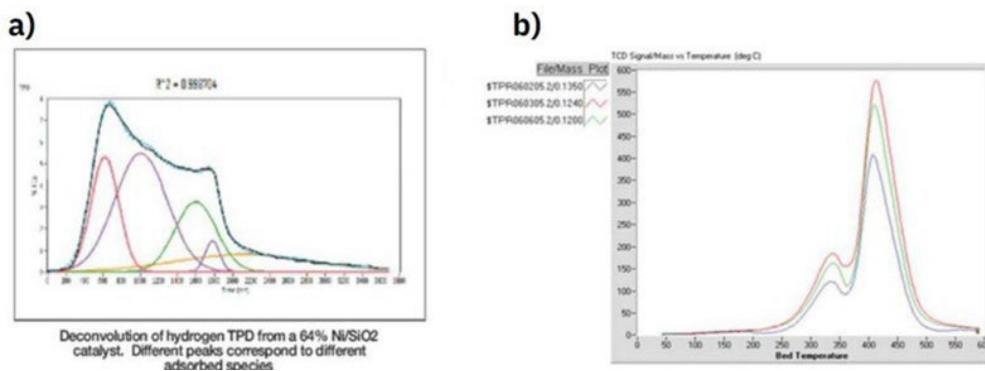 a)
b)
R^2 = 0.998704
Deconvolution of hydrogen TPD from a 64% Ni/SiO2
catalyst. Different peaks correspond to different
adsorbed species
TCD Signal/Mass vs Temperature (deg C)
File/Mass Plot
$TPR060205.2/0.1350
$TPR060305.2/0.1240
$TPR060605.2/0.1200
600
550
500
450
400
350
300
250
200
150
100
50
0
0 50 100 150 200 250 300 350 400 450 500 550
Bed Temperature